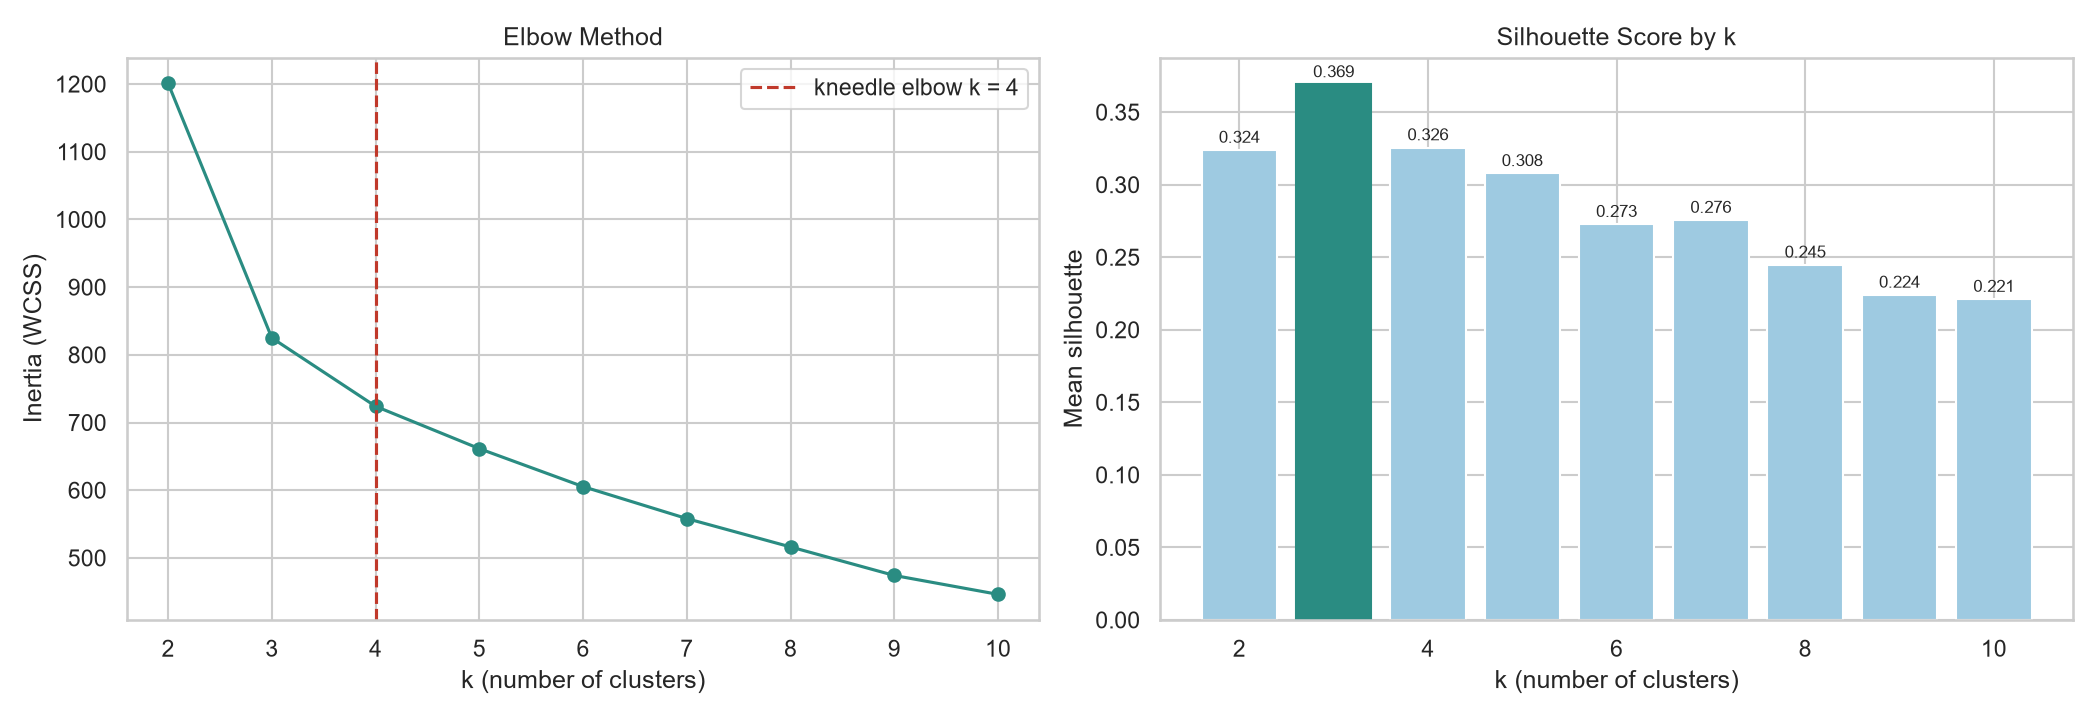 Elbow Method
1200
1100
1000
900
800
700
600
500
Inertia (WCSS)
kneedle elbow k = 4
2 3 4 5 6 7 8 9 10
k (number of clusters)
Silhouette Score by k
0.35
0.30
0.25
0.20
0.15
0.10
0.05
0.00
Mean silhouette
0.324
0.369
0.326
0.308
0.273
0.276
0.245
0.224
0.221
2 4 6 8 10
k (number of clusters)